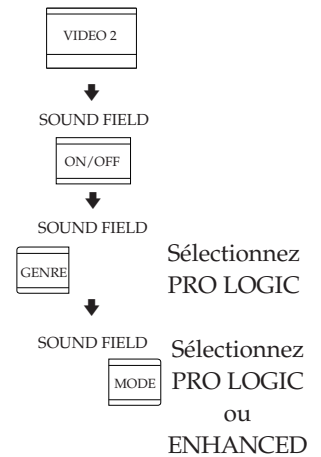 VIDEO 2
SOUND FIELD
ON/OFF
SOUND FIELD
GENRE
Sélectionnez
PRO LOGIC
SOUND FIELD
MODE
Sélectionnez
PRO LOGIC
ou
ENHANCED